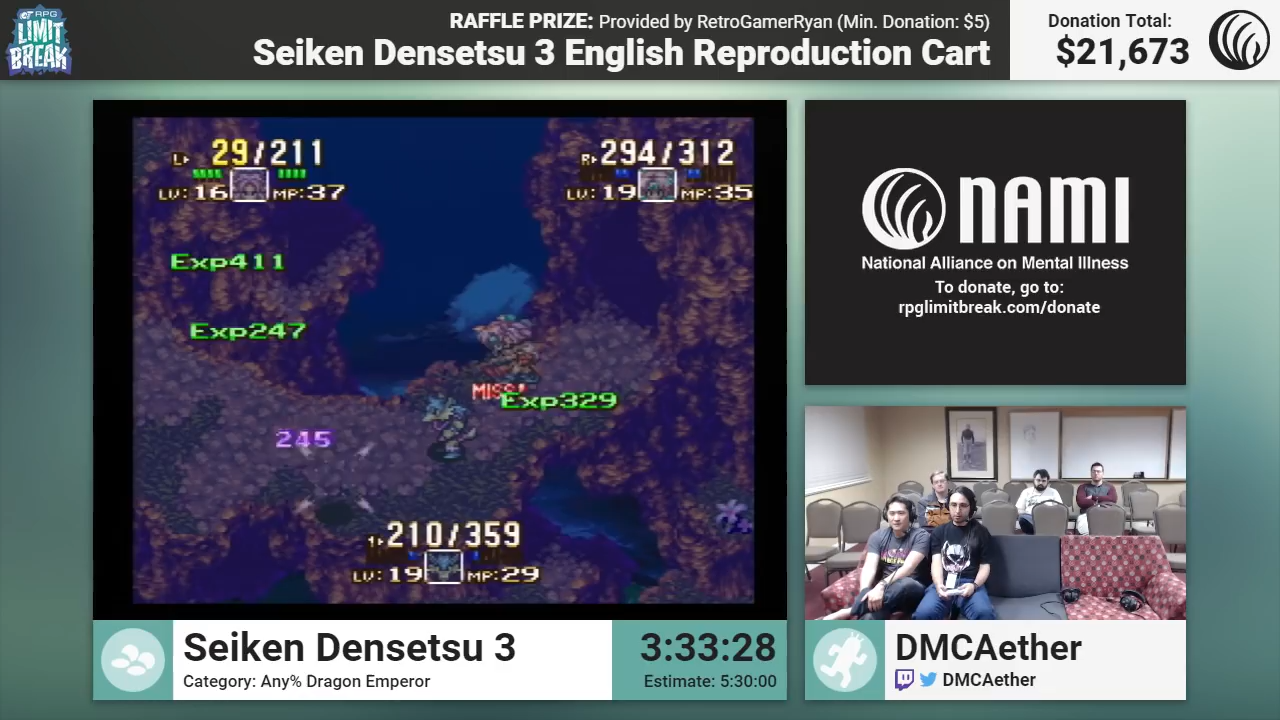 RPG
LIMIT
BREAK
RAFFLE PRIZE: Provided by RetroGamerRyan (Min. Donation: $5)
Seiken Densetsu 3 English Reproduction Cart
Donation Total:
$21,673
L 29/211
LV:16 MP:37
R 294/312
LV:19 MP:35
Exp411
Exp247
MISS!
Exp329
245
1 210/359
LV:19 MP:29
NAMI
National Alliance on Mental Illness
To donate, go to:
rpglimitbreak.com/donate
Seiken Densetsu 3
Category: Any% Dragon Emperor
3:33:28
Estimate: 5:30:00
DMCAether
DMCAether